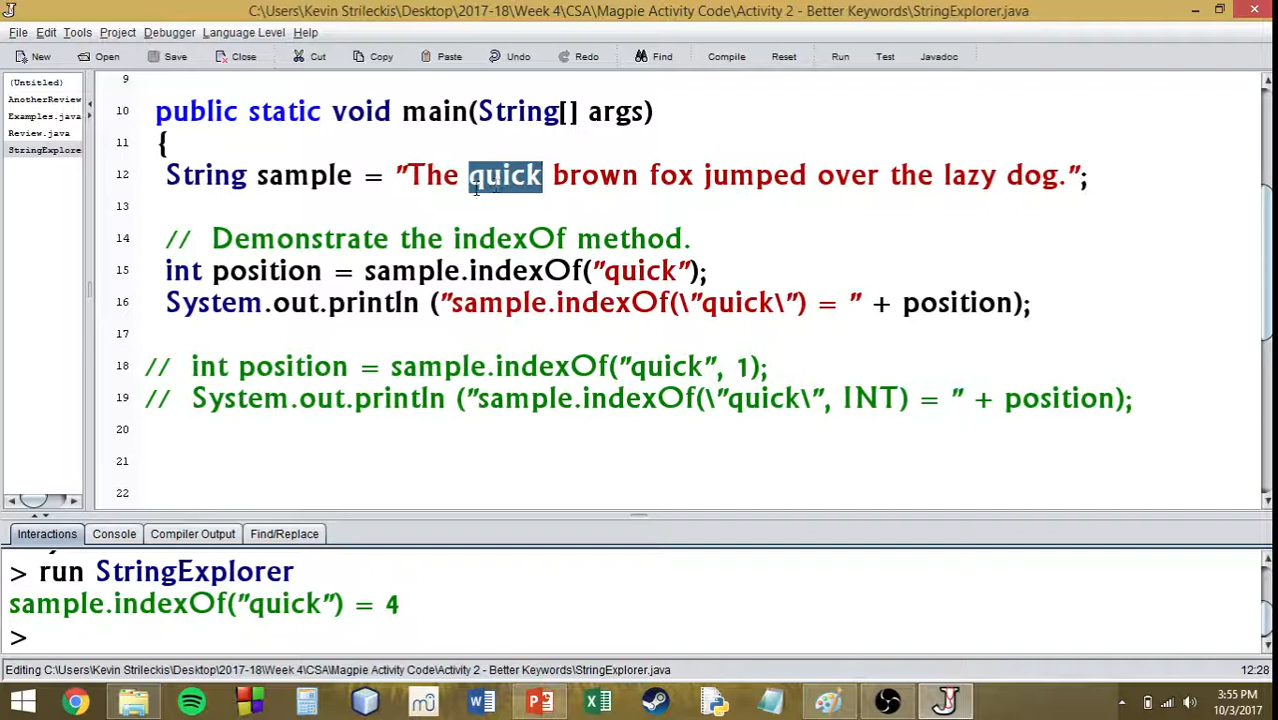 C:\Users\Kevin Strileckis\Desktop\2017-18\Week 4\CSA\Magpie Activity Code\Activity 2 - Better Keywords\StringExplorer.java
File Edit Tools Project Debugger Language Level Help
New Open Save Close Cut Copy Paste Undo Redo Find Compile Reset Run Test Javadoc
(Untitled)
AnotherReview
Examples.java
Review.java
StringExplore
9
10 public static void main(String[] args)
11 {
12 String sample = "The quick brown fox jumped over the lazy dog.";
13
14 // Demonstrate the indexOf method.
15 int position = sample.indexOf("quick");
16 System.out.println ("sample.indexOf(\"quick\") = " + position);
17
18 // int position = sample.indexOf("quick", 1);
19 // System.out.println ("sample.indexOf(\"quick\", INT) = " + position);
20
21
22
Interactions Console Compiler Output Find/Replace
> run StringExplorer
sample.indexOf("quick") = 4
>
Editing C:\Users\Kevin Strileckis\Desktop\2017-18\Week 4\CSA\Magpie Activity Code\Activity 2 - Better Keywords\StringExplorer.java 12:28
3:55 PM
10/3/2017